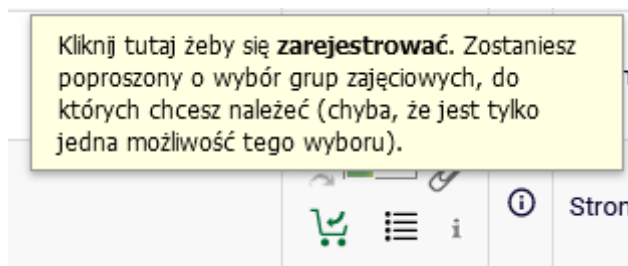 Kliknij tutaj żeby się zarejestrować. Zostaniesz
poproszony o wybór grup zajęciowych, do
których chcesz należeć (chyba, że jest tylko
jedna możliwość tego wyboru).